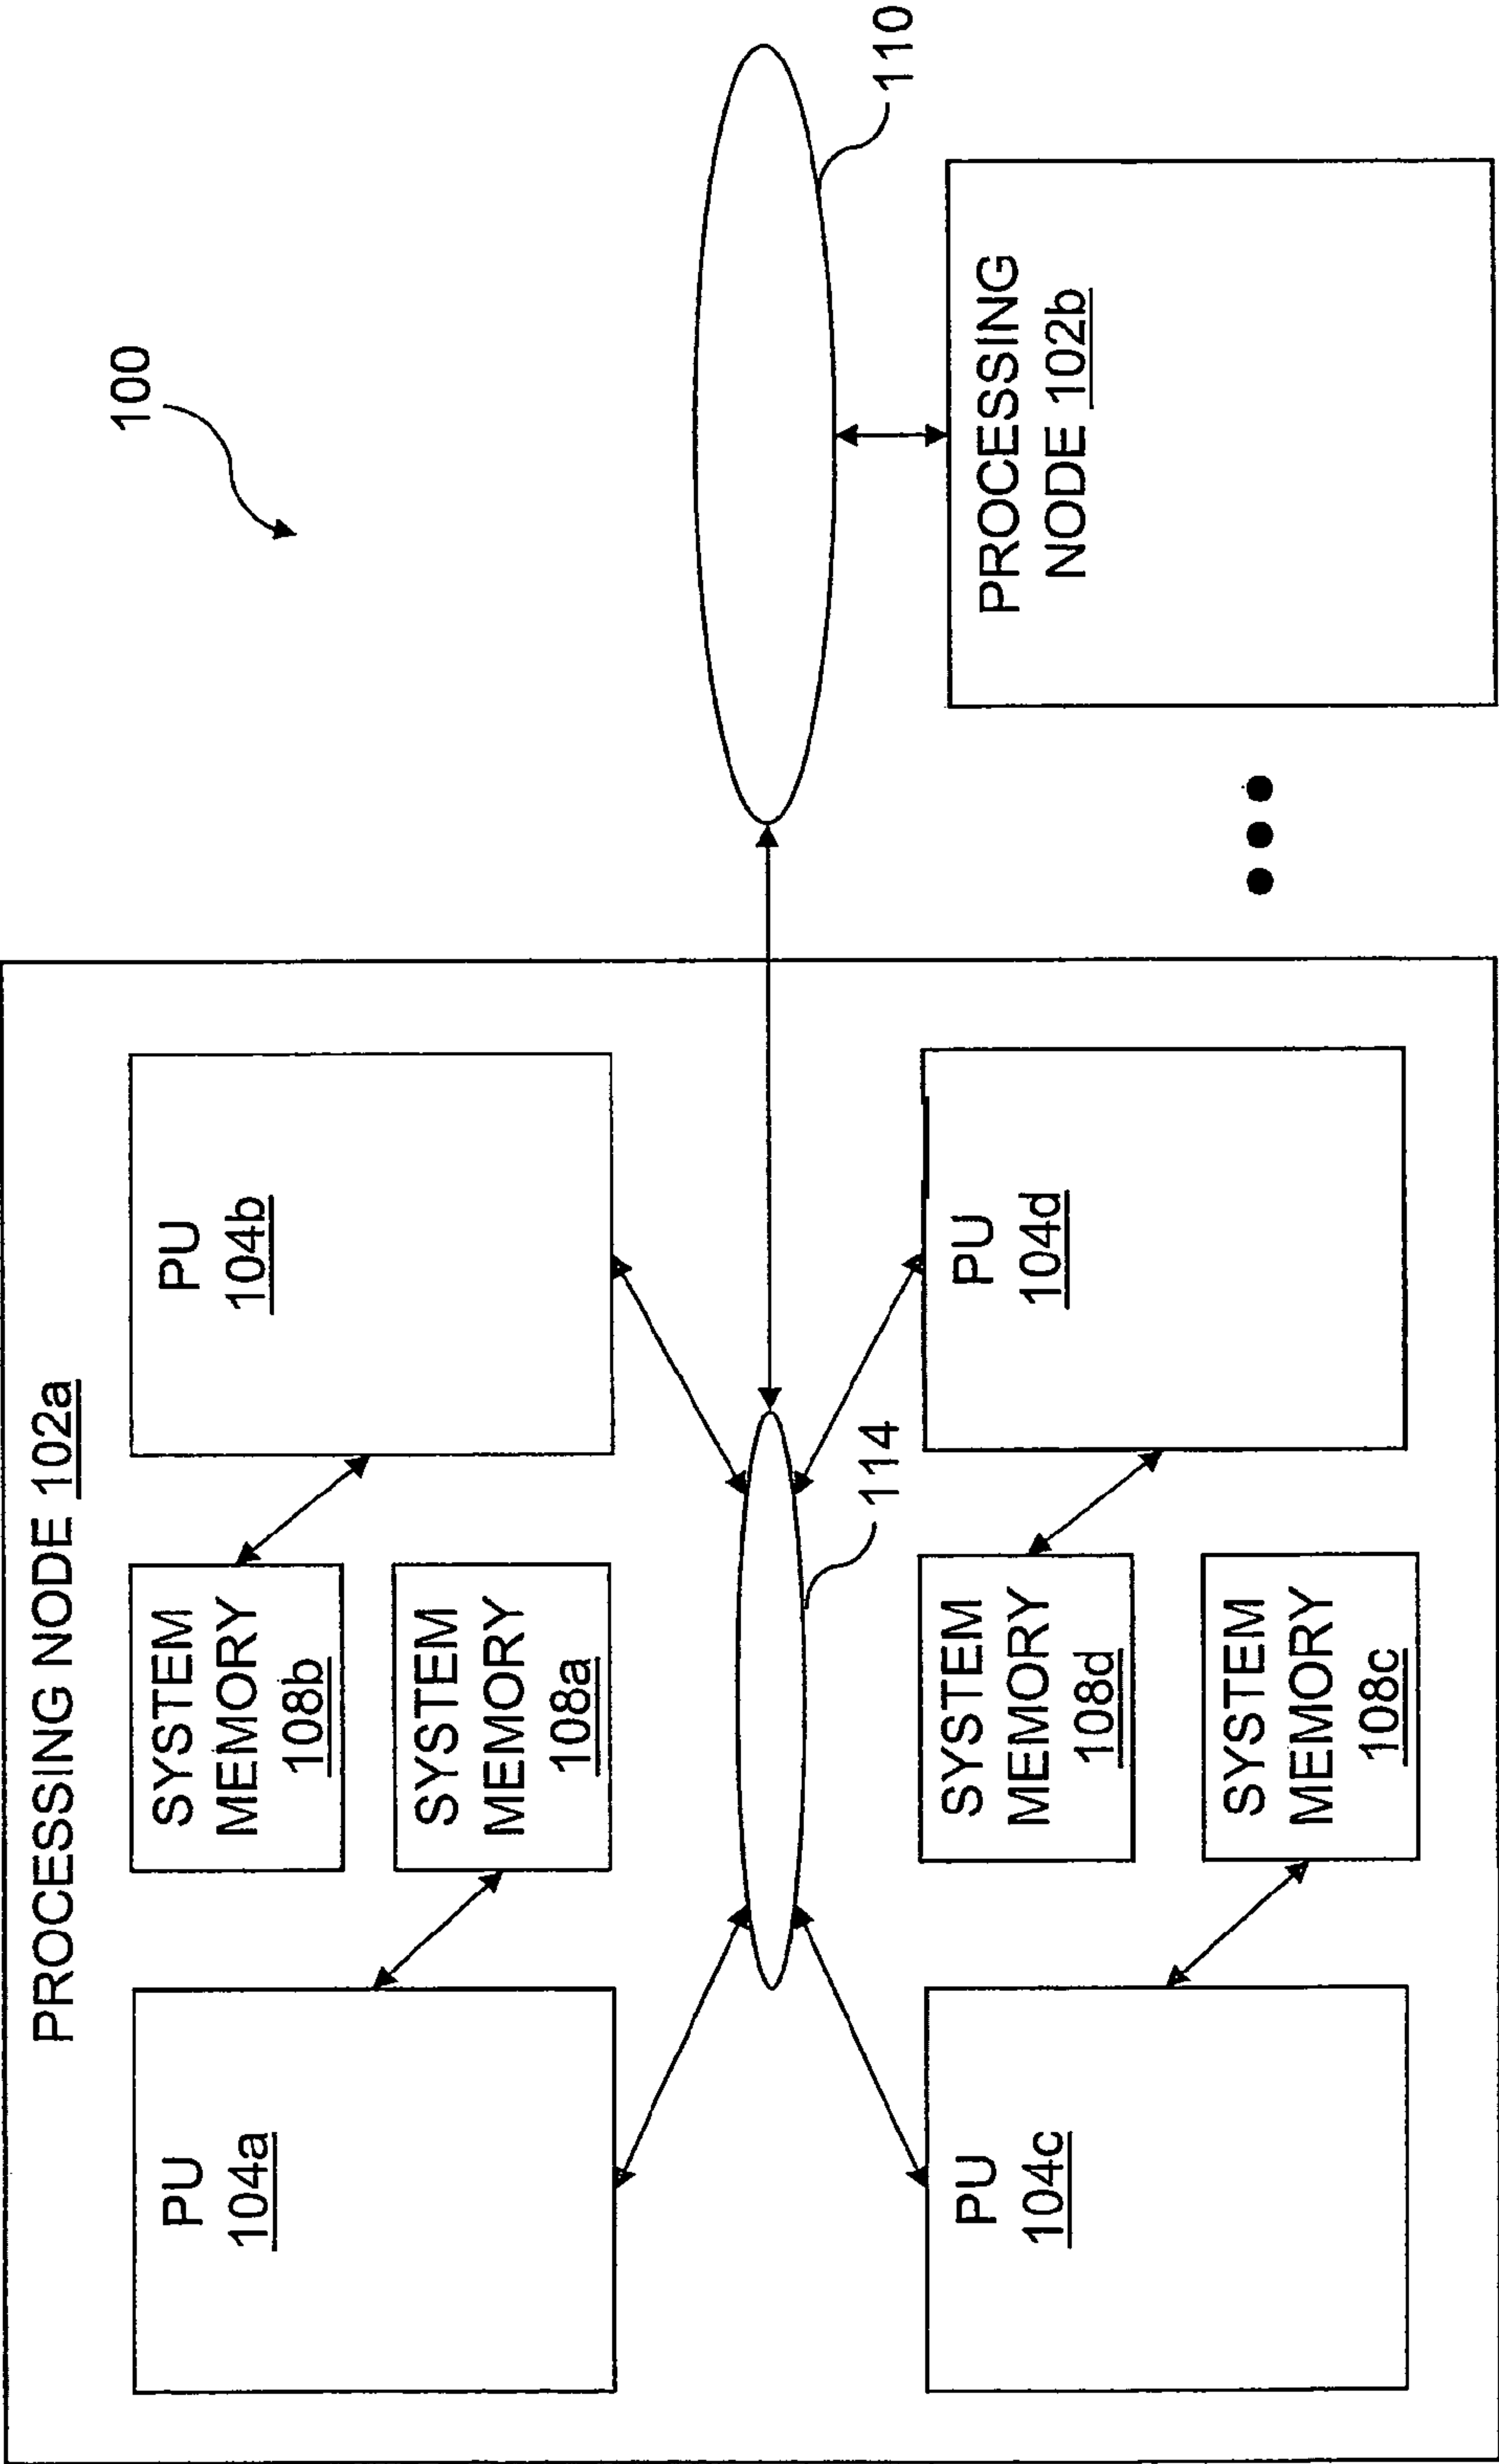 100
PROCESSING NODE 102a
PU
104a
SYSTEM
MEMORY
108b
SYSTEM
MEMORY
108a
PU
104b
114
110
PU
104c
SYSTEM
MEMORY
108d
SYSTEM
MEMORY
108c
PU
104d
PROCESSING
NODE 102b